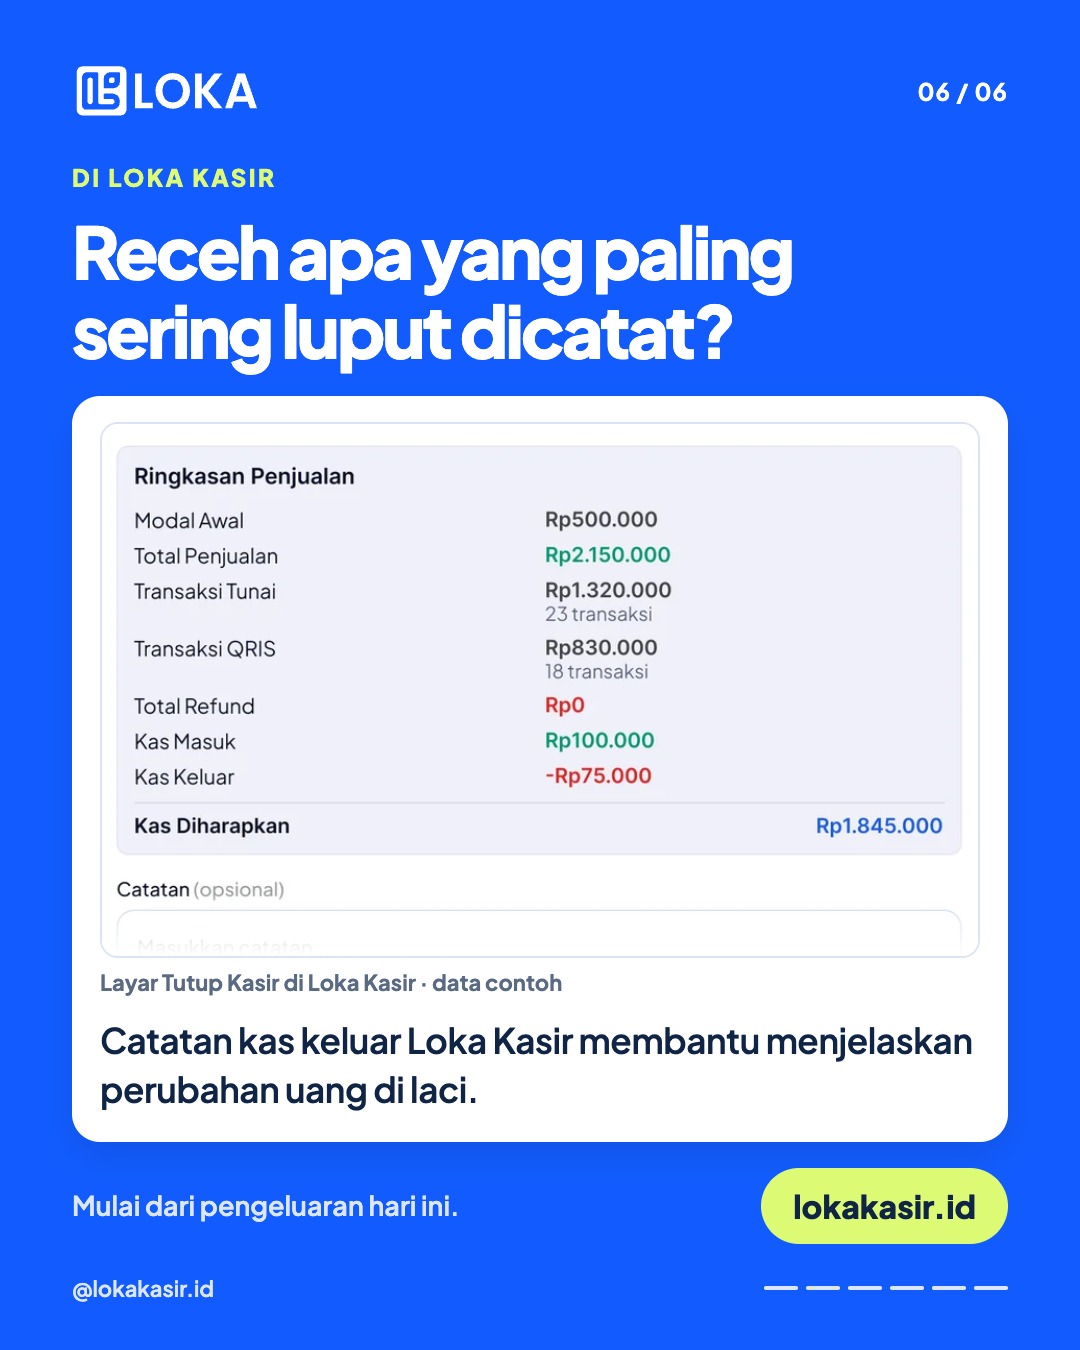 LOKA
06 / 06
DI LOKA KASIR
Receh apa yang paling
sering luput dicatat?
Ringkasan Penjualan
Modal Awal Rp500.000
Total Penjualan Rp2.150.000
Transaksi Tunai Rp1.320.000
23 transaksi
Transaksi QRIS Rp830.000
18 transaksi
Total Refund Rp0
Kas Masuk Rp100.000
Kas Keluar -Rp75.000
Kas Diharapkan Rp1.845.000
Catatan (opsional)
Masukkan catatan
Layar Tutup Kasir di Loka Kasir · data contoh
Catatan kas keluar Loka Kasir membantu menjelaskan
perubahan uang di laci.
Mulai dari pengeluaran hari ini.
lokakasir.id
@lokakasir.id